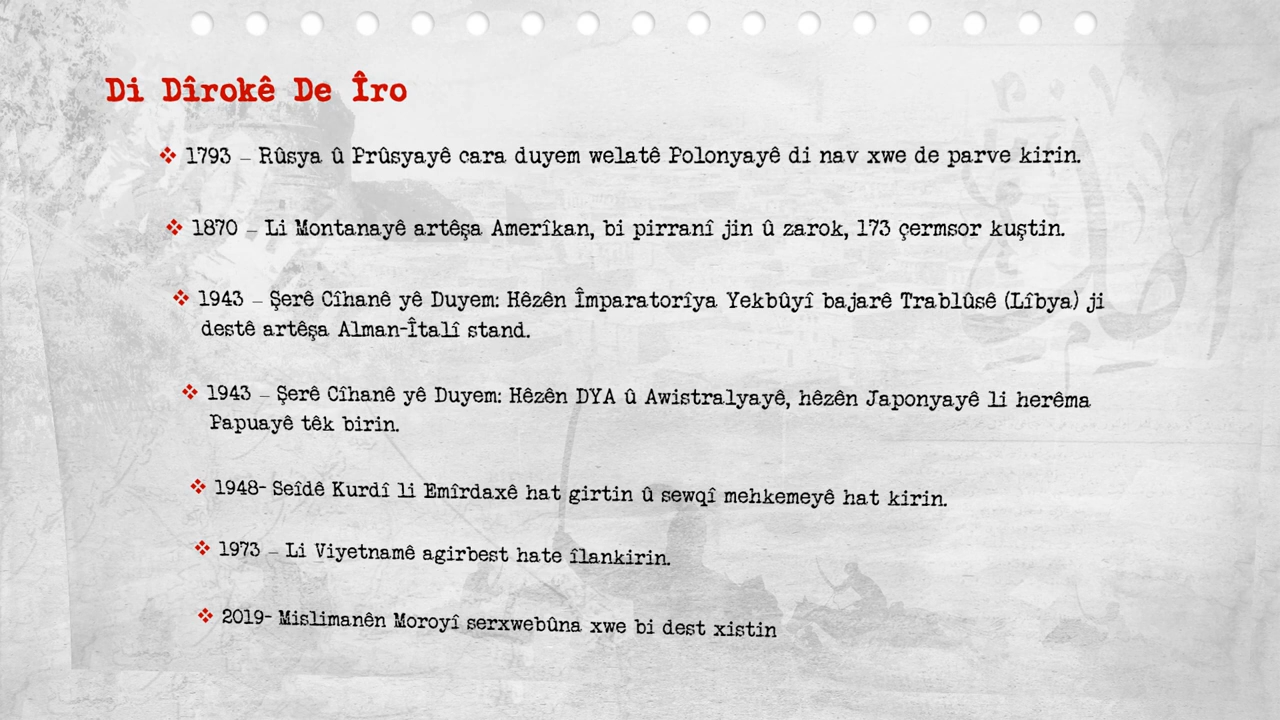 Di Dîrokê De Îro
❖ 1793 – Rûsya û Prûsyayê cara duyem welatê Polonyayê di nav xwe de parve kirin.
❖ 1870 – Li Montanayê artêşa Amerîkan, bi pirranî jin û zarok, 173 çermsor kuştin.
❖ 1943 – Şerê Cîhanê yê Duyem: Hêzên Împaratorîya Yekbûyî bajarê Trablûsê (Lîbya) ji
destê artêşa Alman-Îtalî stand.
❖ 1943 – Şerê Cîhanê yê Duyem: Hêzên DYA û Awistralyayê, hêzên Japonyayê li herêma
Papuayê têk birin.
❖ 1948- Seîdê Kurdî li Emîrdaxê hat girtin û sewqî mehkemeyê hat kirin.
❖ 1973 – Li Viyetnamê agirbest hate îlankirin.
❖ 2019- Mislimanên Moroyî serxwebûna xwe bi dest xistin